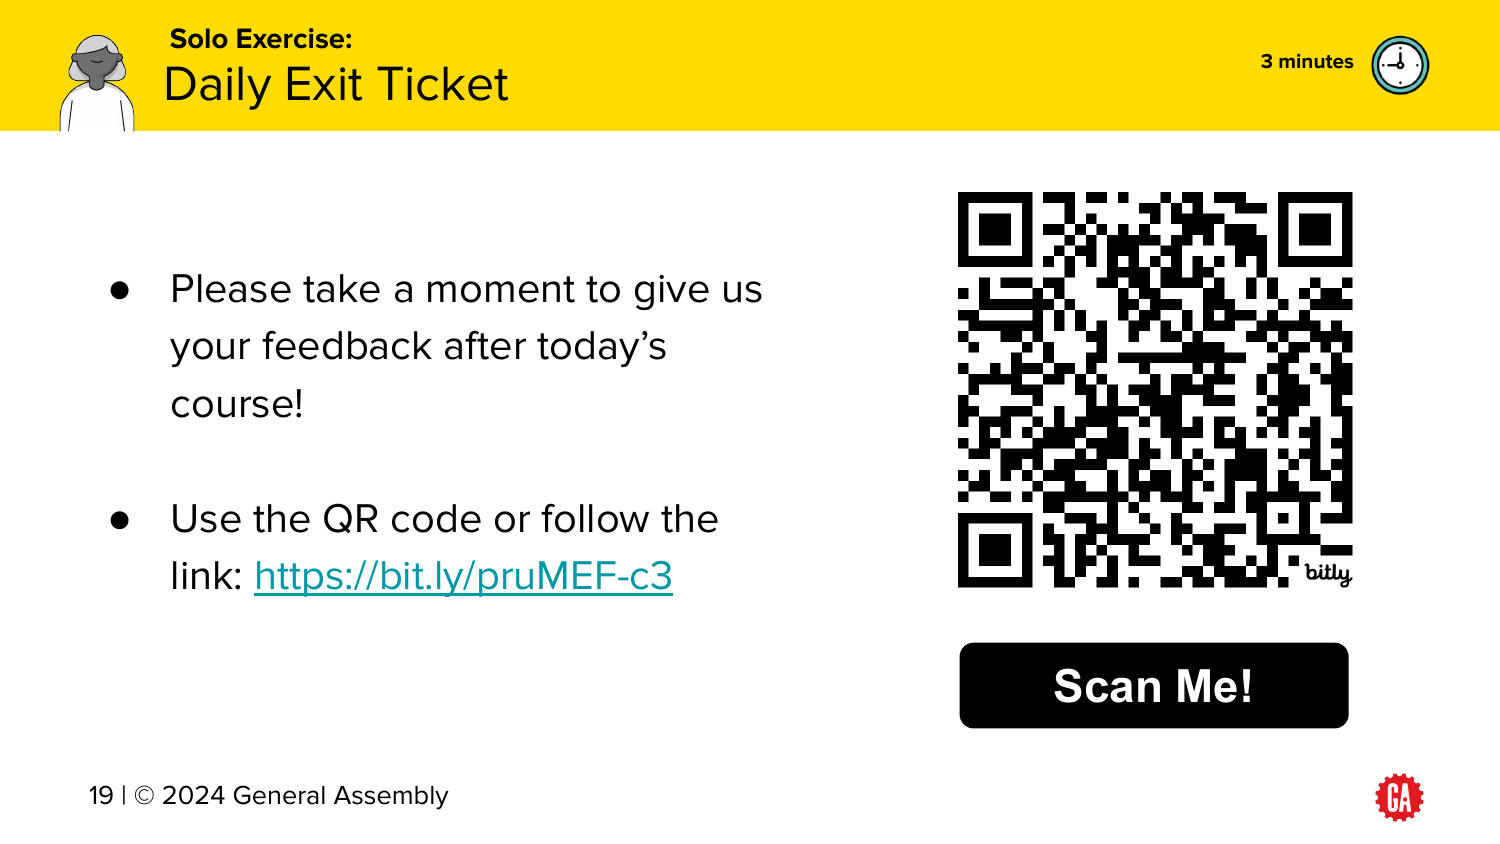 Solo Exercise:
Daily Exit Ticket
3 minutes
● Please take a moment to give us
your feedback after today’s
course!
● Use the QR code or follow the
link: https://bit.ly/pruMEF-c3
bitly
Scan Me!
19 | © 2024 General Assembly
GA